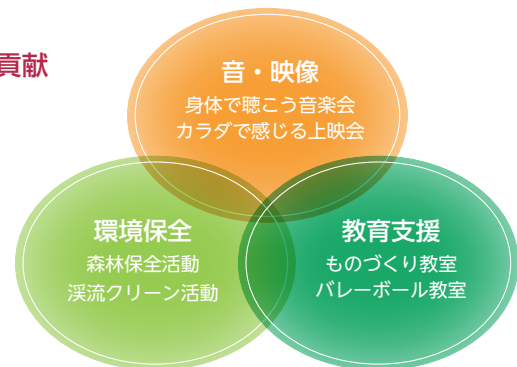 貢献
音・映像
身体で聴こう音楽会
カラダで感じる上映会
環境保全
森林保全活動
渓流クリーン活動
教育支援
ものづくり教室
バレーボール教室